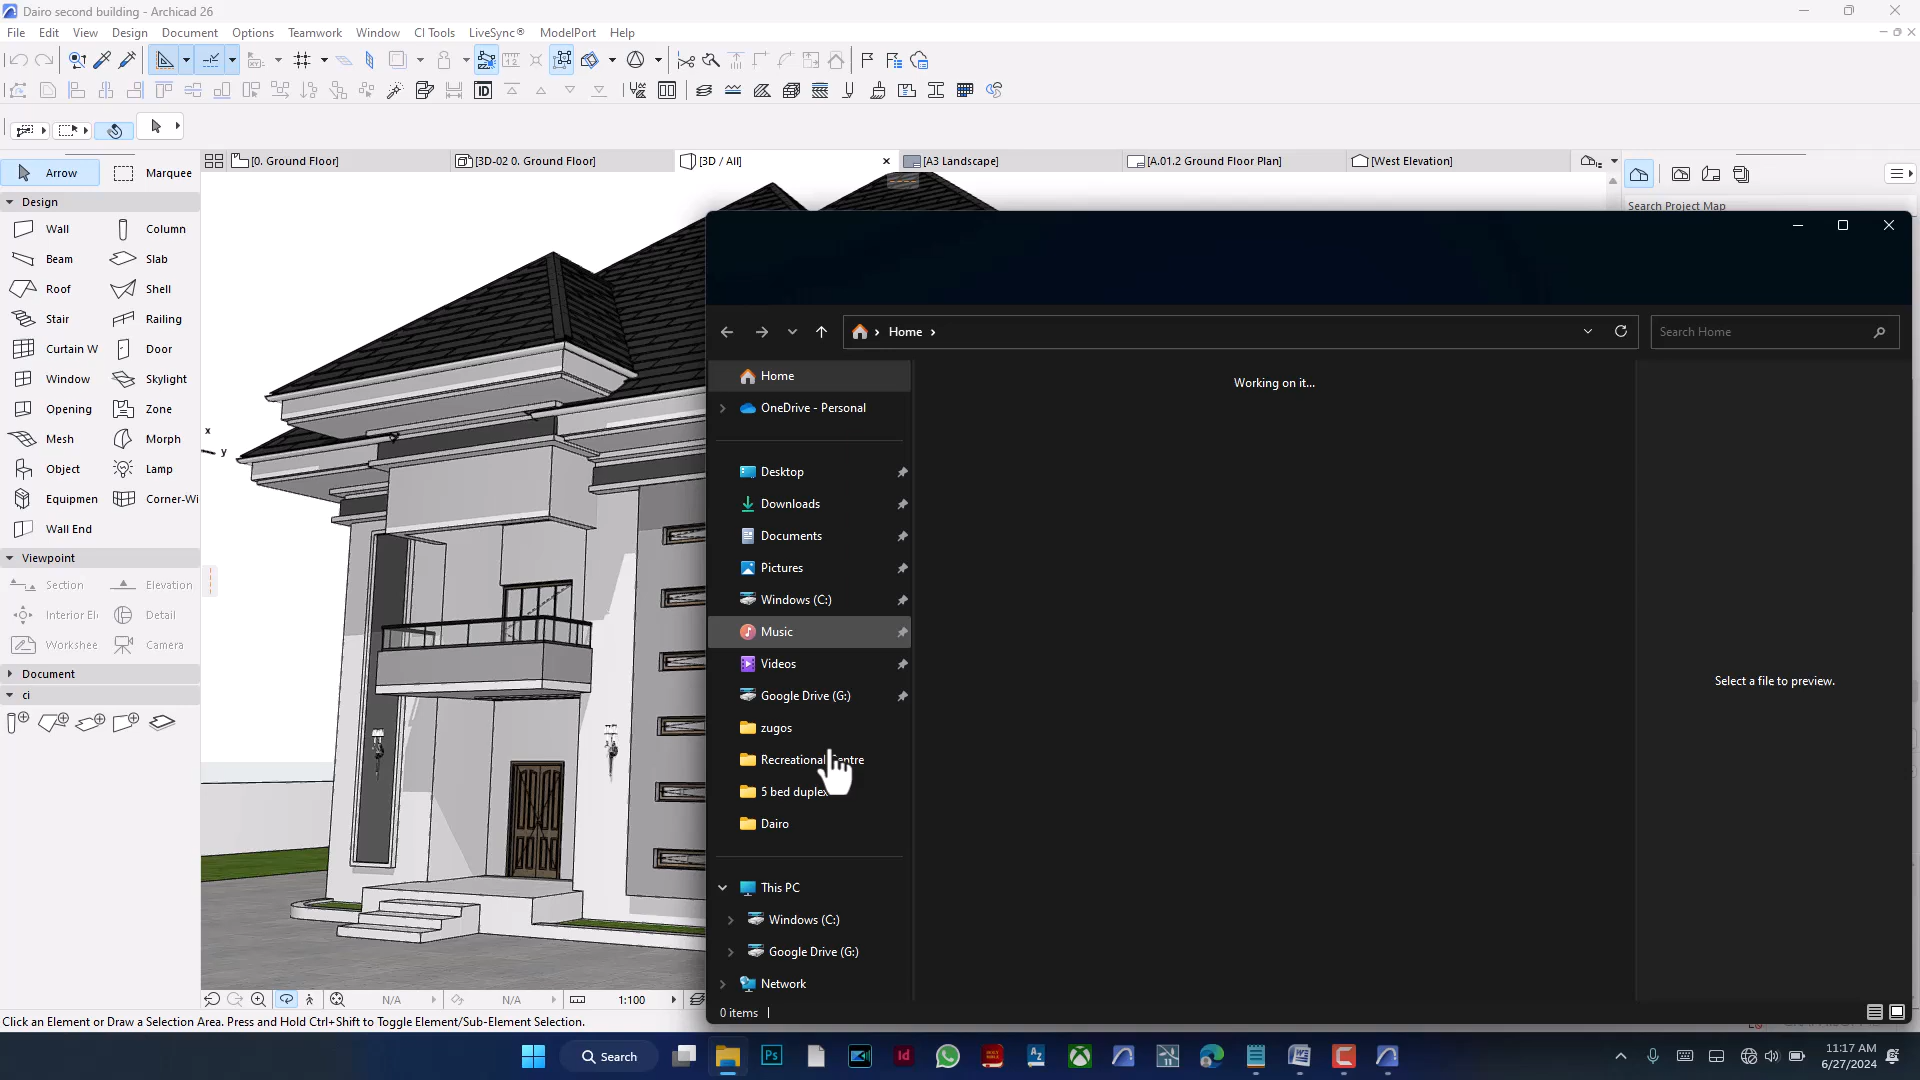 Dairo second building - Archicad 26
File Edit View Design Document Options Teamwork Window CI Tools LiveSync® ModelPort Help
Arrow Marquee
[0. Ground Floor] [3D-02 0. Ground Floor] [3D / All] [A3 Landscape] [A.01.2 Ground Floor Plan] [West Elevation]
Search Project Map
Design
Wall Column
Beam Slab
Roof Shell
Stair Railing
Curtain W Door
Window Skylight
Opening Zone
Mesh Morph
Object Lamp
Equipmen Corner-Wi
Wall End
Viewpoint
Section Elevation
Interior Ele Detail
Workshee Camera
Document
ci
x
y
Home
Search Home
Working on it...
Home
OneDrive - Personal
Desktop
Downloads
Documents
Pictures
Windows (C:)
Music
Videos
Google Drive (G:)
zugos
Recreational
5 bed duplex
Dairo
This PC
Windows (C:)
Google Drive (G:)
Network
Select a file to preview.
0 items
N/A N/A 1:100
Click an Element or Draw a Selection Area. Press and Hold Ctrl+Shift to Toggle Element/Sub-Element Selection.
Search
11:17 AM
6/27/2024